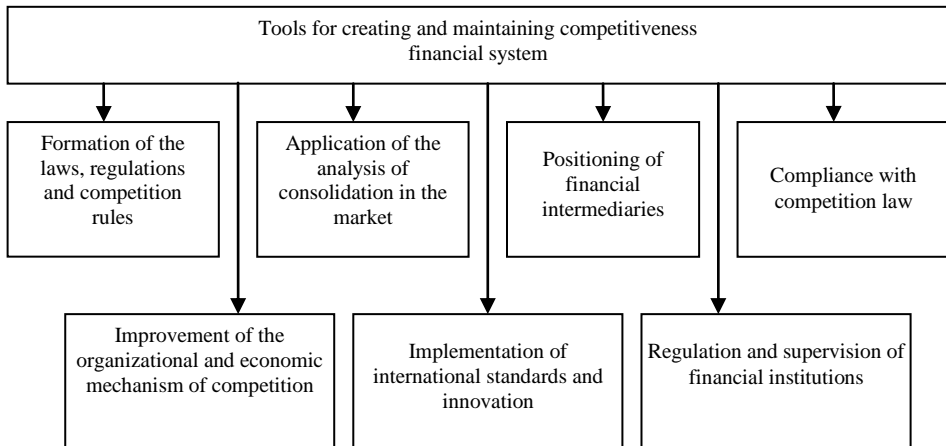 Tools for creating and maintaining competitiveness
financial system
Formation of the
laws, regulations
and competition
rules
Application of the
analysis of
consolidation in the
market
Positioning of
financial
intermediaries
Compliance with
competition law
Improvement of the
organizational and economic
mechanism of competition
Implementation of
international standards and
innovation
Regulation and supervision of
financial institutions